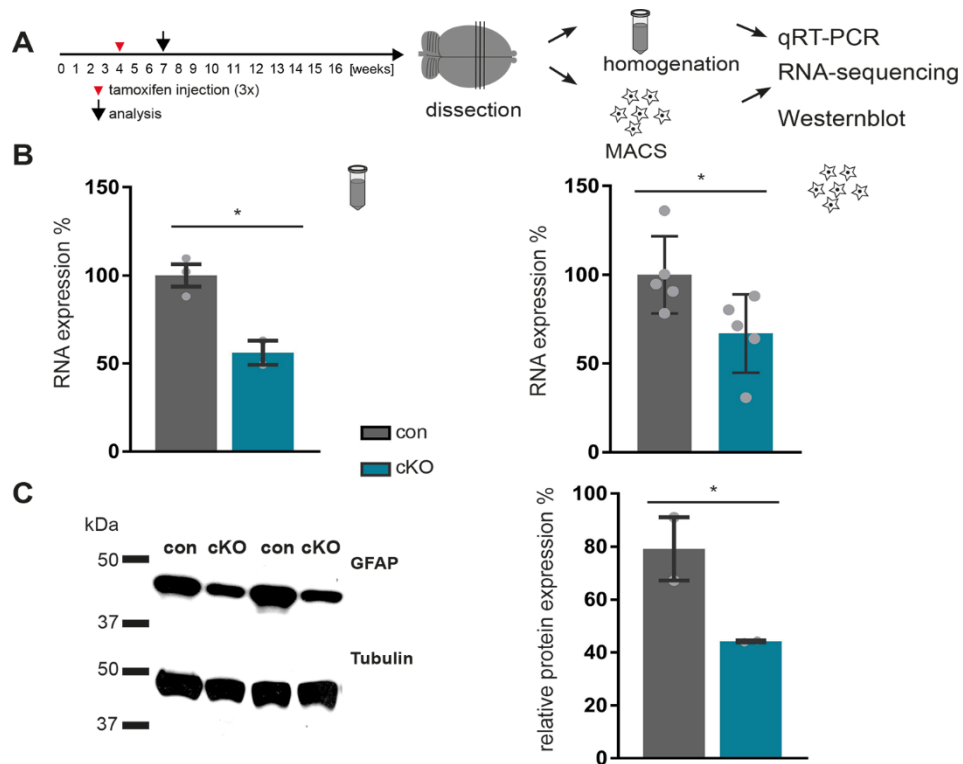 A
0 1 2 3 4 5 6 7 8 9 10 11 12 13 14 15 16 [weeks]
tamoxifen injection (3x)
analysis
dissection
homogenation
MACS
qRT-PCR
RNA-sequencing
Westernblot
B
RNA expression %
150
100
50
0
*
con
cKO
RNA expression %
150
100
50
0
*
C
kDa
50
37
50
37
con cKO con cKO
GFAP
Tubulin
relative protein expression %
100
80
60
40
20
0
*